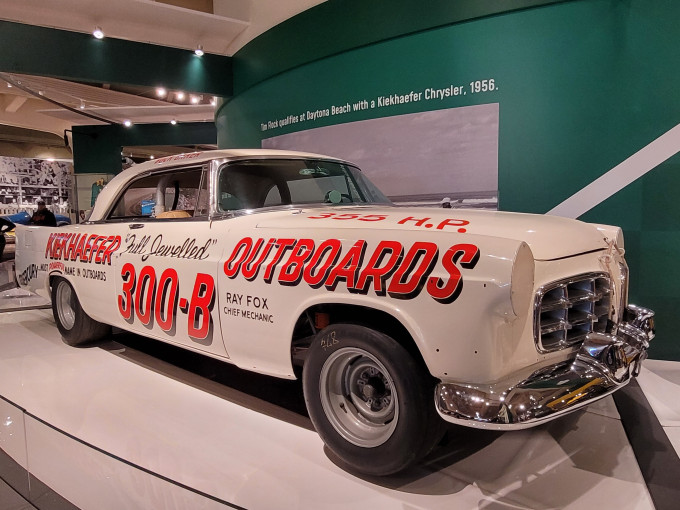 Tim Flock qualifies at Daytona Beach with a Kiekhaefer Chrysler, 1956.
355 H.P.
KIEKHAEFER "Full Jewelled" OUTBOARDS
NAME IN OUTBOARDS
300-B
RAY FOX
CHIEF MECHANIC